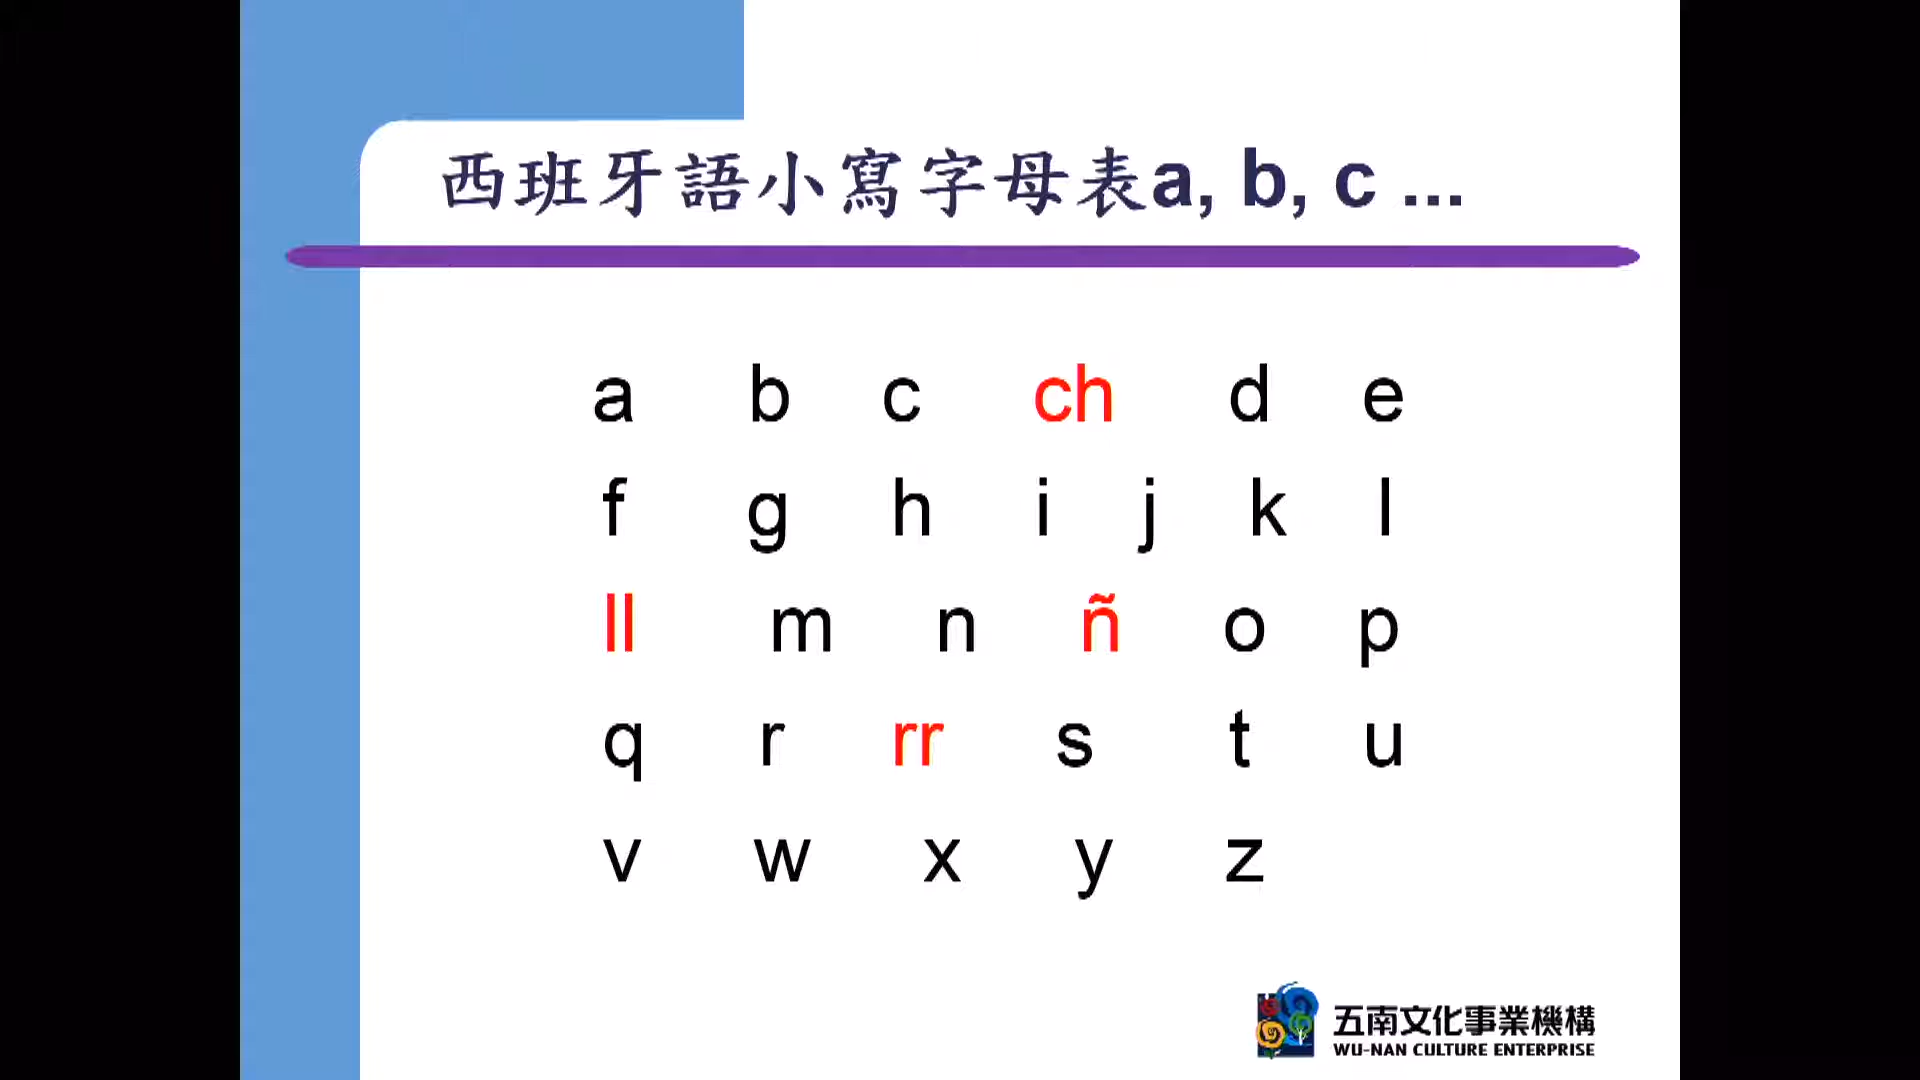 西班牙語小寫字母表a, b, c ...
a b c ch d e
f g h i j k l
ll m n ñ o p
q r rr s t u
v w x y z
五南文化事業機構
WU-NAN CULTURE ENTERPRISE